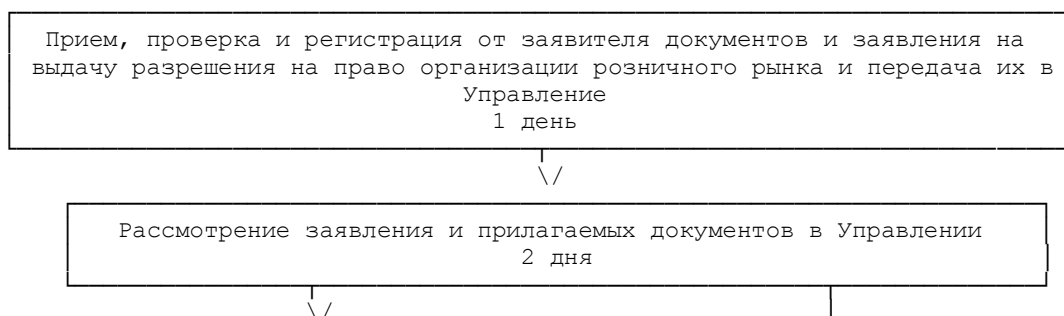 Прием, проверка и регистрация от заявителя документов и заявления на
выдачу разрешения на право организации розничного рынка и передача их в
Управление
1 день
\/
Рассмотрение заявления и прилагаемых документов в Управлении
2 дня
\/